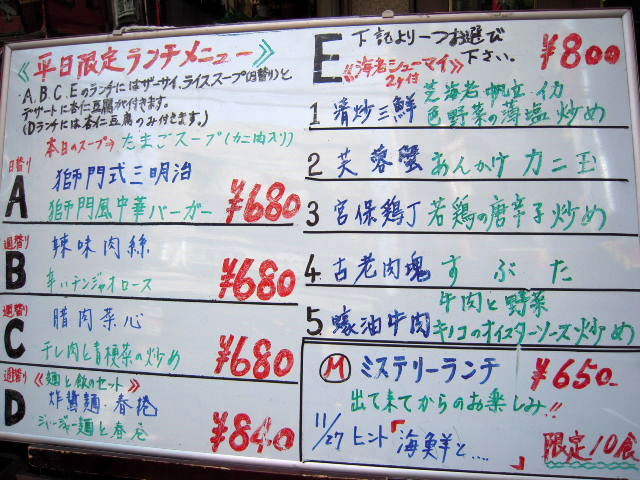 《平日限定ランチメニュー》
A,B,C,Eのランチにはザーサイ、ライス、スープ(日替り)と
デザートに杏仁豆腐が付きます。
(Dランチには杏仁豆腐のみ付きます。)
本日のスープ⇒たまごスープ(カニ肉入り)
日替り
A 獅門式三明治
獅門風中華バーガー ¥680
週替り
B 辣味肉絲
辛いチンジャオロース ¥680
週替り
C 腊肉菜心
干し肉と青梗菜の炒め ¥680
週替り 《麺と飲のセット》
D 炸醬麺・春卷
ジャージャー麺と春巻 ¥840
E 下記より一つお選び
下さい。 ¥800
!!《海老シューマイ》
2ヶ付
1 清炒三鮮 芝海老・帆立・イカ
色野菜の薄塩炒め
2 芙蓉蟹 あんかけカニ玉
3 宮保鶏丁 若鶏の唐辛子炒め
4 古老肉塊 すぶた
5 蠔油牛肉 牛肉と野菜
キノコのオイスターソース炒め
M ミステリーランチ ¥650-
出て来てからのお楽しみ!!
11/27 ヒント「海鮮と....」
限定10食